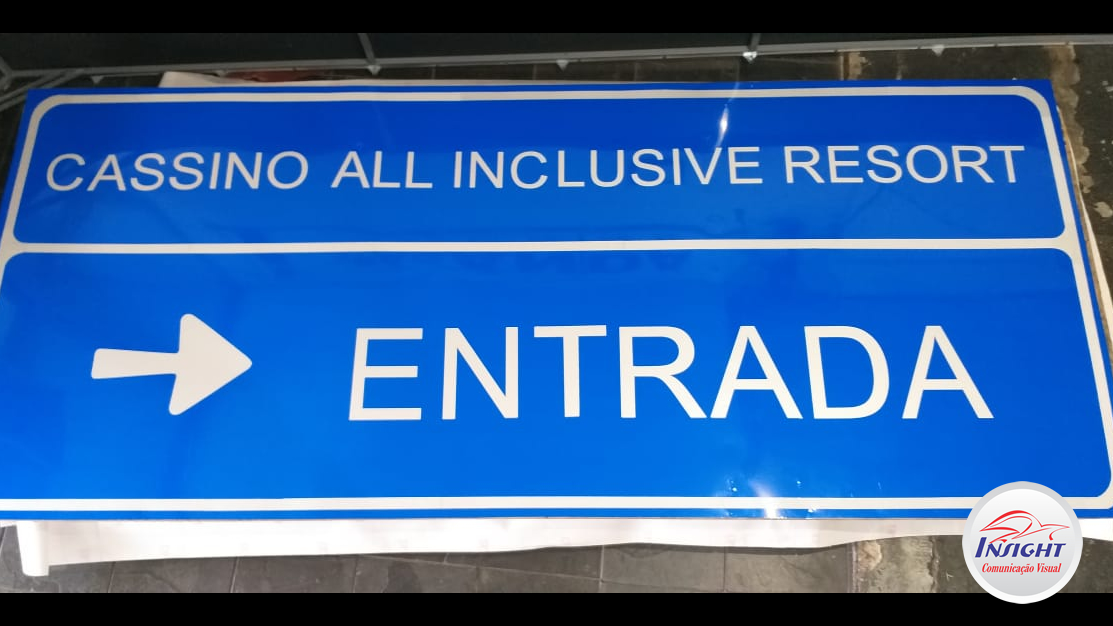 CASSINO ALL INCLUSIVE RESORT
ENTRADA
INSIGHT
Comunicação Visual